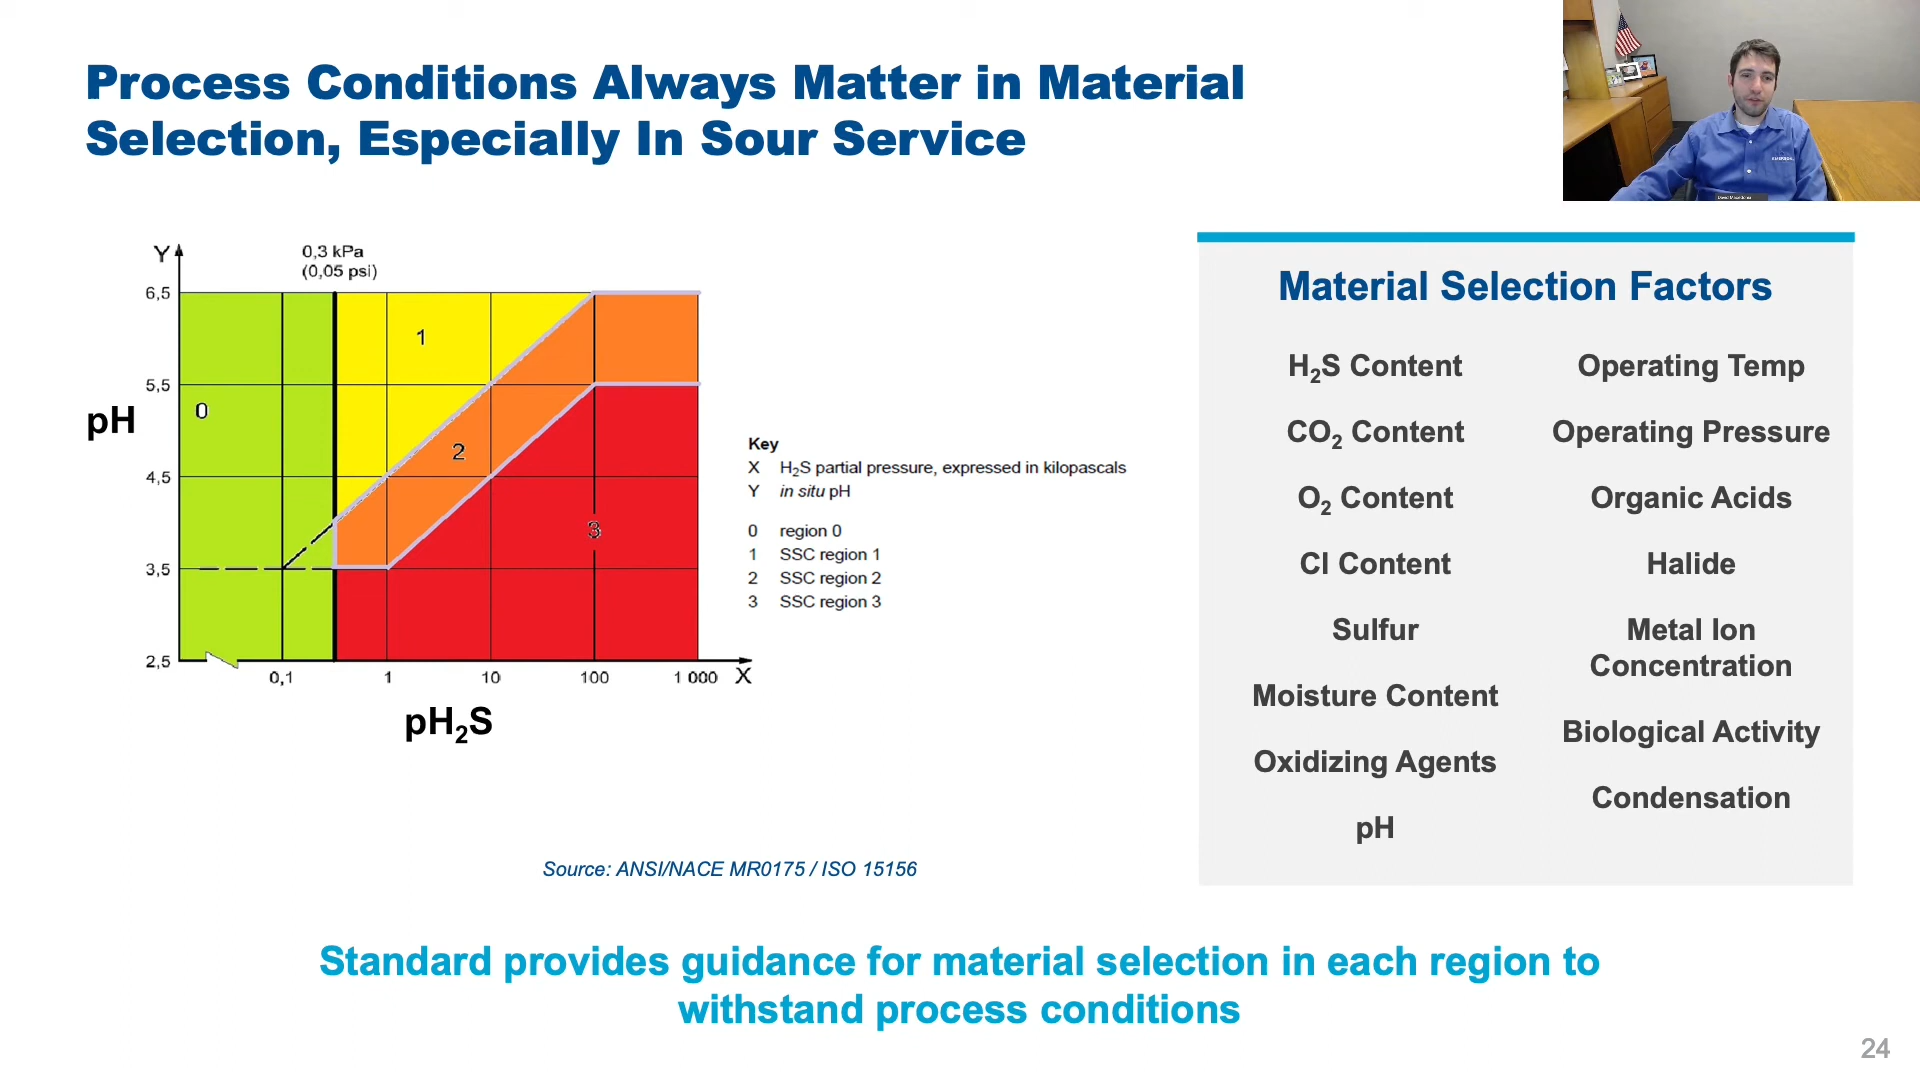 Process Conditions Always Matter in Material
Selection, Especially In Sour Service
EMERSON
David Macedonia
Y
0,3 kPa
(0,05 psi)
6,5
5,5
4,5
3,5
2,5
pH
0
1
2
3
0,1
1
10
100
1 000
X
pH2S
Key
X H2S partial pressure, expressed in kilopascals
Y in situ pH
0 region 0
1 SSC region 1
2 SSC region 2
3 SSC region 3
Source: ANSI/NACE MR0175 / ISO 15156
Material Selection Factors
H2S Content
CO2 Content
O2 Content
Cl Content
Sulfur
Moisture Content
Oxidizing Agents
pH
Operating Temp
Operating Pressure
Organic Acids
Halide
Metal Ion
Concentration
Biological Activity
Condensation
Standard provides guidance for material selection in each region to
withstand process conditions
24